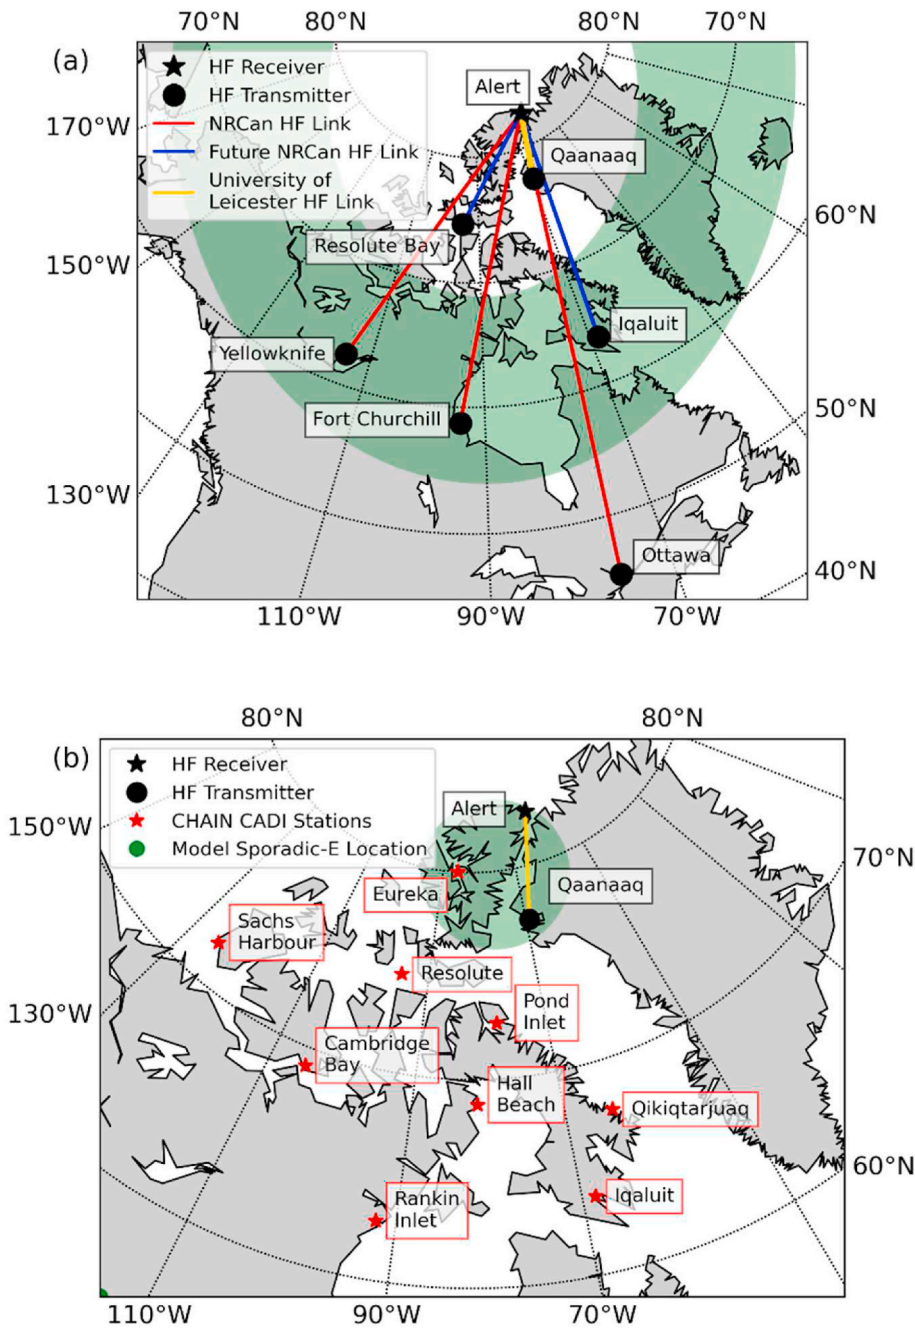 70°N 80°N 80°N 70°N
(a)
HF Receiver
HF Transmitter
NRCan HF Link
Future NRCan HF Link
University of
Leicester HF Link
Alert
Qaanaaq
Resolute Bay
Iqaluit
Yellowknife
Fort Churchill
Ottawa
170°W
150°W
130°W
60°N
50°N
40°N
110°W 90°W 70°W
80°N 80°N
(b)
HF Receiver
HF Transmitter
CHAIN CADI Stations
Model Sporadic-E Location
Alert
Qaanaaq
Eureka
Sachs
Harbour
Resolute
Pond
Inlet
Cambridge
Bay
Hall
Beach
Qikiqtarjuaq
Rankin
Inlet
Iqaluit
150°W
130°W
70°N
60°N
110°W 90°W 70°W